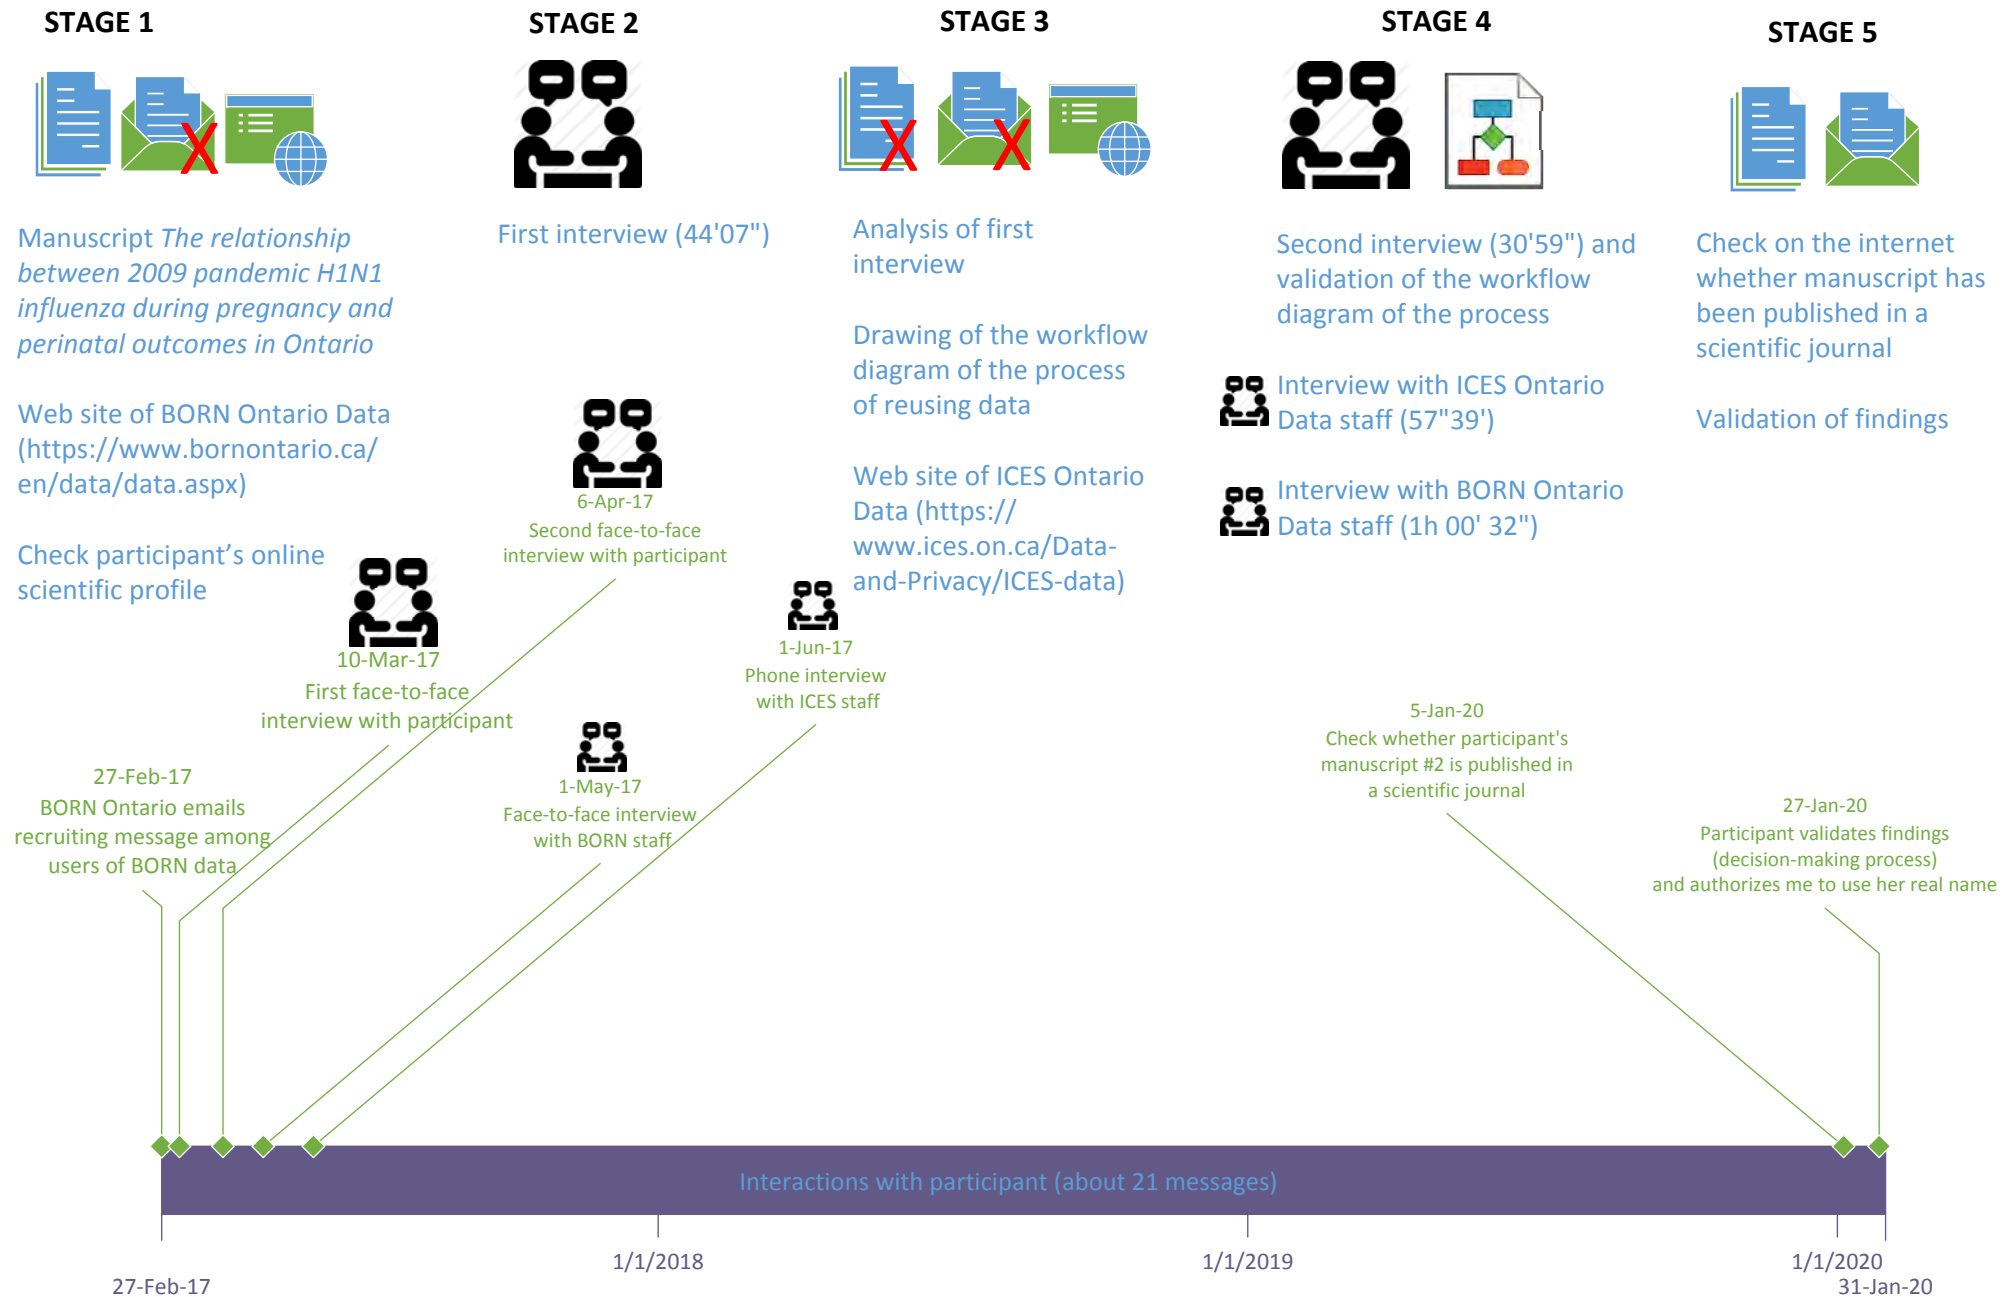 STAGE 1
Manuscript The relationship
between 2009 pandemic H1N1
influenza during pregnancy and
perinatal outcomes in Ontario
Web site of BORN Ontario Data
(https://www.bornontario.ca/
en/data/data.aspx)
Check participant’s online
scientific profile
STAGE 2
First interview (44'07")
STAGE 3
Analysis of first
interview
Drawing of the workflow
diagram of the process
of reusing data
Web site of ICES Ontario
Data (https://
www.ices.on.ca/Data-
and-Privacy/ICES-data)
STAGE 4
Second interview (30'59") and
validation of the workflow
diagram of the process
Interview with ICES Ontario
Data staff (57"39')
Interview with BORN Ontario
Data staff (1h 00' 32")
STAGE 5
Check on the internet
whether manuscript has
been published in a
scientific journal
Validation of findings
27-Feb-17
BORN Ontario emails
recruiting message among
users of BORN data
10-Mar-17
First face-to-face
interview with participant
6-Apr-17
Second face-to-face
interview with participant
1-May-17
Face-to-face interview
with BORN staff
1-Jun-17
Phone interview
with ICES staff
5-Jan-20
Check whether participant's
manuscript #2 is published in
a scientific journal
27-Jan-20
Participant validates findings
(decision-making process)
and authorizes me to use her real name
Interactions with participant (about 21 messages)
27-Feb-17
1/1/2018
1/1/2019
1/1/2020
31-Jan-20